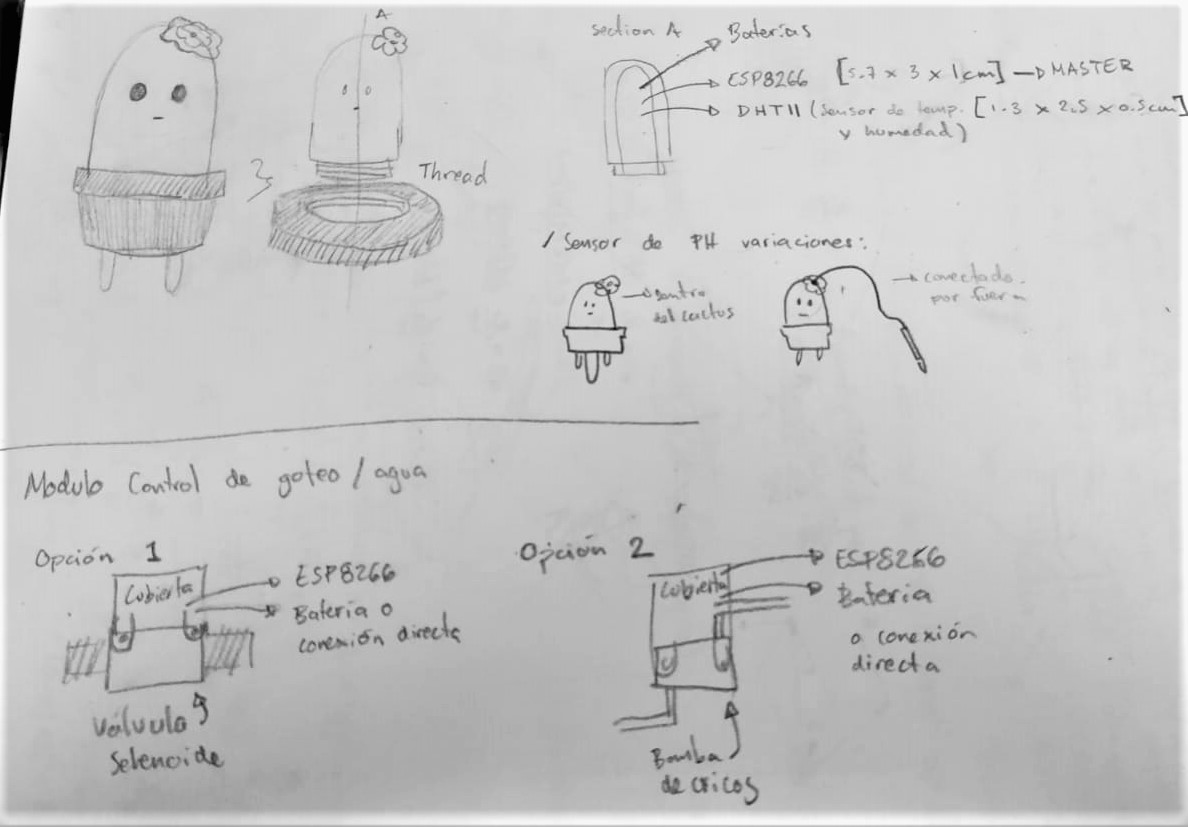 A
section A
Baterias
ESP8266 [5.7 x 3 x 1cm] → MASTER
DHT11 (Sensor de temp. [1.3 x 2.5 x 0.5cm]
y humedad)
Thread
/ Sensor de PH variaciones:
dentro
del cactus
conectado
por fuera
Modulo Control de goteo / agua
Opción 1
Cubierta
ESP8266
Bateria o
conexión directa
Válvula
Selenoide
Opción 2
Cubierta
ESP8266
Bateria
o conexión
directa
Bomba
de